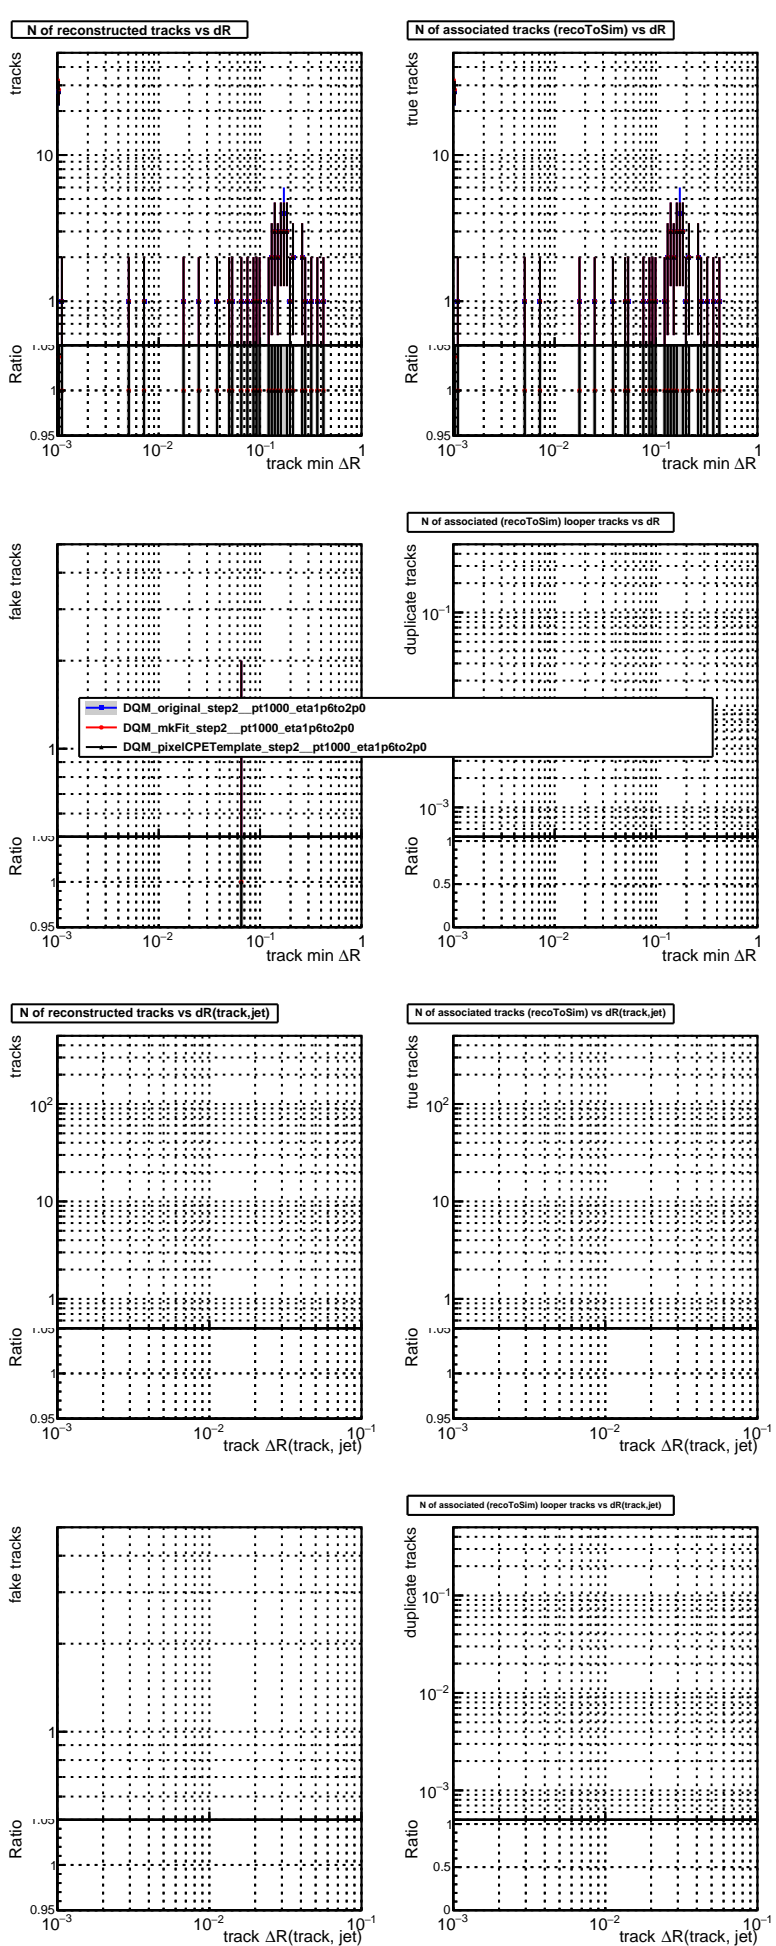 N of reconstructed tracks vs dR
tracks
10
1
Ratio
1.05
1
0.95
10−3
10−2
10−1
1
track min ΔR
N of associated tracks (recoToSim) vs dR
true tracks
10
1
Ratio
1.05
1
0.95
10−3
10−2
10−1
1
track min ΔR
fake tracks
1
Ratio
1.05
1
0.95
10−3
10−2
10−1
1
track min ΔR
N of associated (recoToSim) looper tracks vs dR
duplicate tracks
10−1
10−3
Ratio
1
0.5
0
10−3
10−2
10−1
1
track min ΔR
DQM_original_step2__pt1000_eta1p6to2p0
DQM_mkFit_step2__pt1000_eta1p6to2p0
DQM_pixelCPETemplate_step2__pt1000_eta1p6to2p0
N of reconstructed tracks vs dR(track,jet)
tracks
102
10
1
Ratio
1.05
1
0.95
10−3
10−2
10−1
track ΔR(track, jet)
N of associated tracks (recoToSim) vs dR(track,jet)
true tracks
102
10
1
Ratio
1.05
1
0.95
10−3
10−2
10−1
track ΔR(track, jet)
fake tracks
1
Ratio
1.05
1
0.95
10−3
10−2
10−1
track ΔR(track, jet)
N of associated (recoToSim) looper tracks vs dR(track,jet)
duplicate tracks
10−1
10−2
10−3
Ratio
1
0.5
0
10−3
10−2
10−1
track ΔR(track, jet)